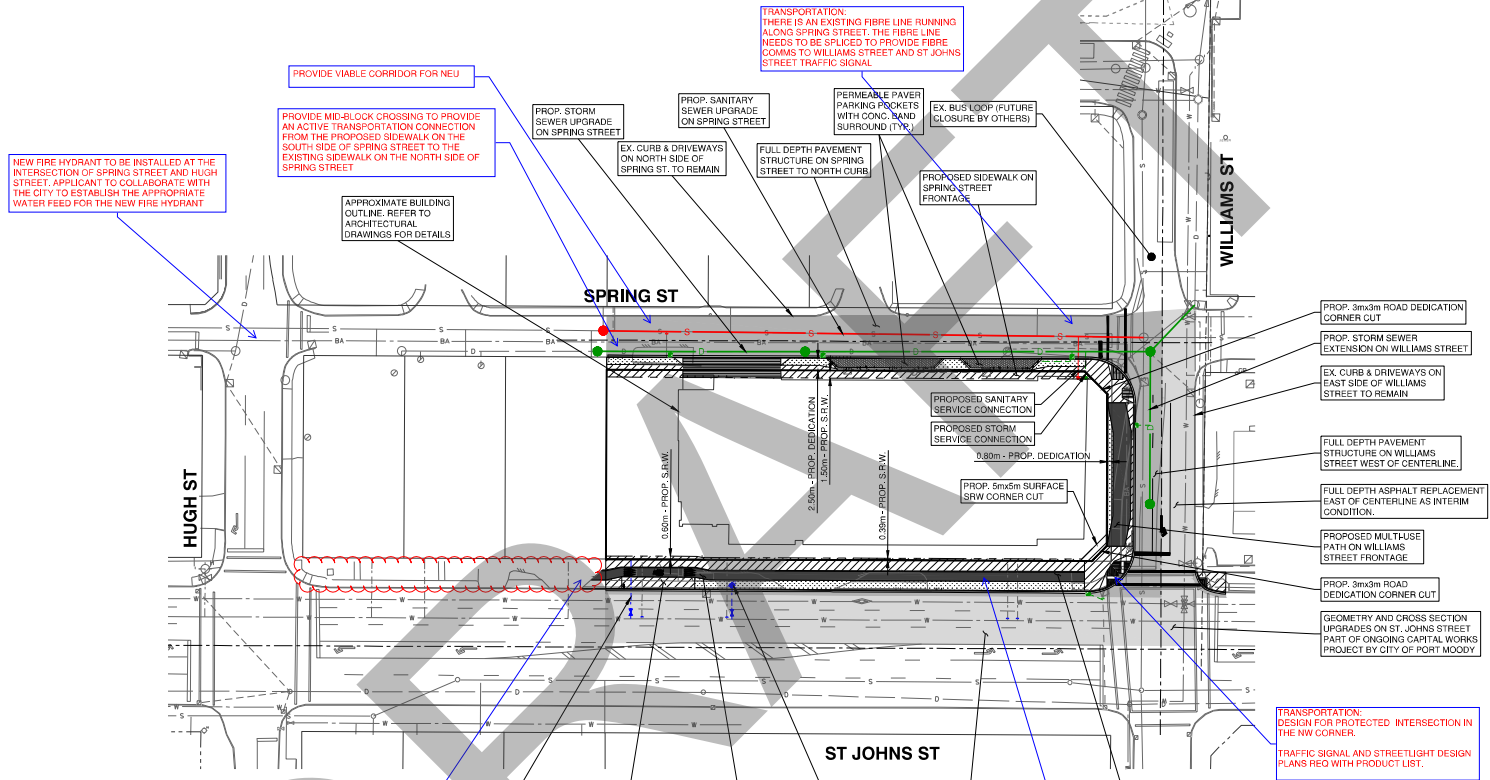 TRANSPORTATION:
THERE IS AN EXISTING FIBRE LINE RUNNING
ALONG SPRING STREET. THE FIBRE LINE
NEEDS TO BE SPLICED TO PROVIDE FIBRE
COMMS TO WILLIAMS STREET AND ST JOHNS
STREET TRAFFIC SIGNAL
PROVIDE VIABLE CORRIDOR FOR NEU
PROVIDE MID-BLOCK CROSSING TO PROVIDE
AN ACTIVE TRANSPORTATION CONNECTION
FROM THE PROPOSED SIDEWALK ON THE
SOUTH SIDE OF SPRING STREET TO THE
EXISTING SIDEWALK ON THE NORTH SIDE OF
SPRING STREET
NEW FIRE HYDRANT TO BE INSTALLED AT THE
INTERSECTION OF SPRING STREET AND HUGH
STREET. APPLICANT TO COLLABORATE WITH
THE CITY TO ESTABLISH THE APPROPRIATE
WATER FEED FOR THE NEW FIRE HYDRANT
APPROXIMATE BUILDING
OUTLINE. REFER TO
ARCHITECTURAL
DRAWINGS FOR DETAILS
PROP. STORM
SEWER UPGRADE
ON SPRING STREET
EX. CURB & DRIVEWAYS
ON NORTH SIDE OF
SPRING ST. TO REMAIN
PROP. SANITARY
SEWER UPGRADE
ON SPRING STREET
FULL DEPTH PAVEMENT
STRUCTURE ON SPRING
STREET TO NORTH CURB
PERMEABLE PAVER
PARKING POCKETS
WITH CONC. BAND
SURROUND (TYP.)
EX. BUS LOOP (FUTURE
CLOSURE BY OTHERS)
PROPOSED SIDEWALK ON
SPRING STREET
FRONTAGE
WILLIAMS ST
SPRING ST
HUGH ST
ST JOHNS ST
PROP. 3mx3m ROAD DEDICATION
CORNER CUT
PROP. STORM SEWER
EXTENSION ON WILLIAMS STREET
EX. CURB & DRIVEWAYS ON
EAST SIDE OF WILLIAMS
STREET TO REMAIN
FULL DEPTH PAVEMENT
STRUCTURE ON WILLIAMS
STREET WEST OF CENTERLINE.
FULL DEPTH ASPHALT REPLACEMENT
EAST OF CENTERLINE AS INTERIM
CONDITION.
PROPOSED MULTI-USE
PATH ON WILLIAMS
STREET FRONTAGE
PROP. 3mx3m ROAD
DEDICATION CORNER CUT
GEOMETRY AND CROSS SECTION
UPGRADES ON ST. JOHNS STREET
PART OF ONGOING CAPITAL WORKS
PROJECT BY CITY OF PORT MOODY
TRANSPORTATION:
DESIGN FOR PROTECTED INTERSECTION IN
THE NW CORNER.
TRAFFIC SIGNAL AND STREETLIGHT DESIGN
PLANS REQ WITH PRODUCT LIST.
PROPOSED SANITARY
SERVICE CONNECTION
PROPOSED STORM
SERVICE CONNECTION
0.80m - PROP. DEDICATION
PROP. 5mx5m SURFACE
SRW CORNER CUT
2.50m - PROP. DEDICATION
1.50m - PROP. S.R.W.
0.60m - PROP. S.R.W.
0.39m - PROP. S.R.W.